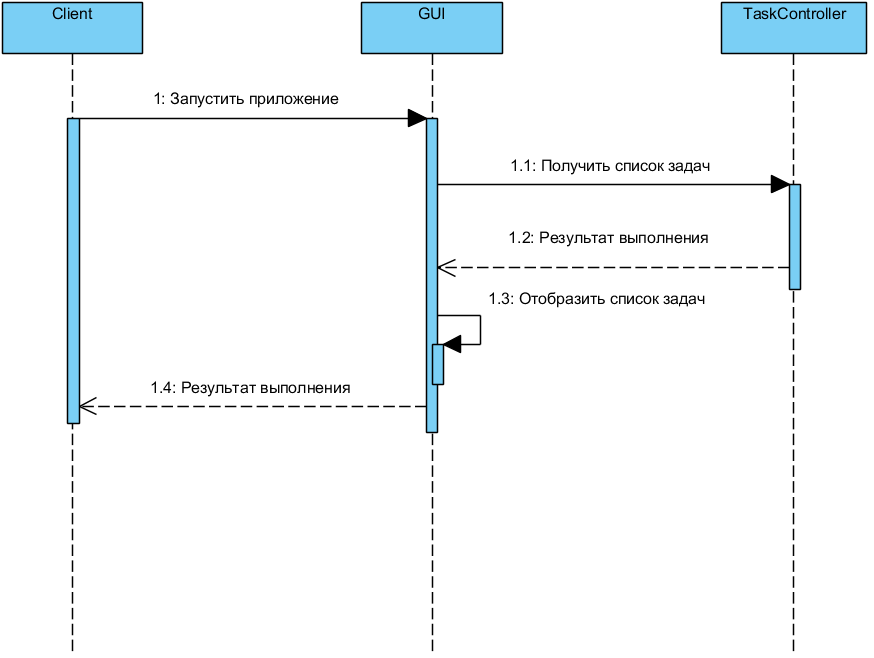 Client
GUI
TaskController
1: Запустить приложение
1.1: Получить список задач
1.2: Результат выполнения
1.3: Отобразить список задач
1.4: Результат выполнения